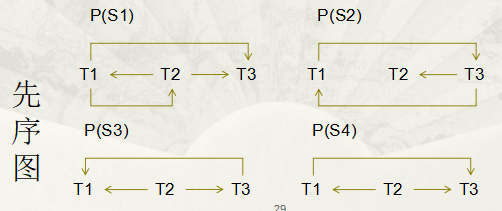 P(S1) P(S2)
T1 T2 T3 T1 T2 T3
先序图
P(S3) P(S4)
T1 T2 T3 T1 T2 T3
29